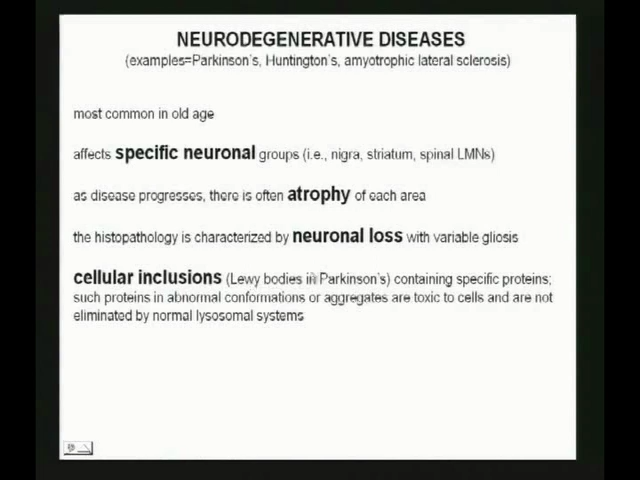 NEURODEGENERATIVE DISEASES
(examples=Parkinson's, Huntington's, amyotrophic lateral sclerosis)
most common in old age
affects specific neuronal groups (i.e., nigra, striatum, spinal LMNs)
as disease progresses, there is often atrophy of each area
the histopathology is characterized by neuronal loss with variable gliosis
cellular inclusions (Lewy bodies in Parkinson's) containing specific proteins;
such proteins in abnormal conformations or aggregates are toxic to cells and are not
eliminated by normal lysosomal systems